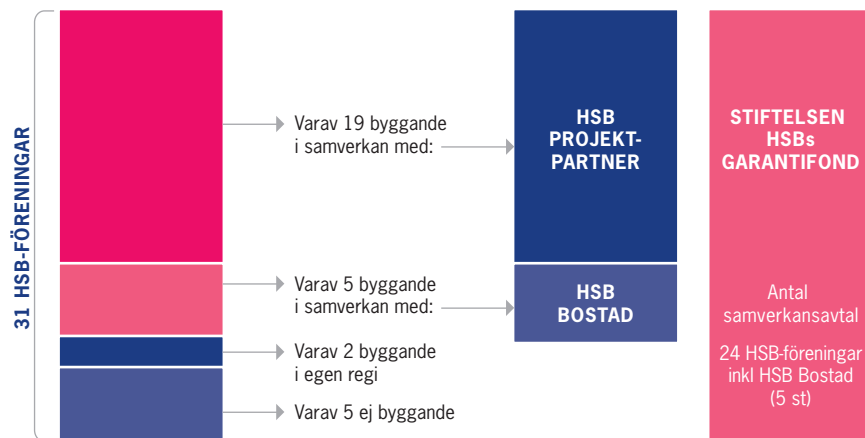 31 HSB-FÖRENINGAR
Varav 19 byggande
i samverkan med:
HSB
PROJEKT-
PARTNER
Varav 5 byggande
i samverkan med:
HSB
BOSTAD
Varav 2 byggande
i egen regi
Varav 5 ej byggande
STIFTELSEN
HSBs
GARANTIFOND
Antal
samverkansavtal
24 HSB-föreningar
inkl HSB Bostad
(5 st)